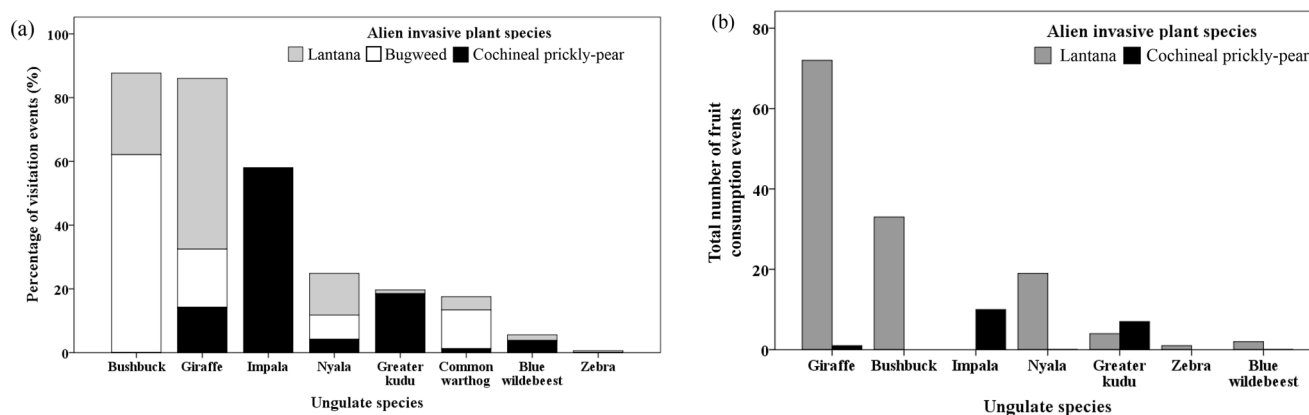 (a)
Alien invasive plant species
Lantana Bugweed Cochineal prickly-pear
Percentage of visitation events (%)
100
80
60
40
20
0
Bushbuck Giraffe Impala Nyala Greater kudu Common warthog Blue wildebeest Zebra
Ungulate species
(b)
Alien invasive plant species
Lantana Cochineal prickly-pear
Total number of fruit
consumption events
80
60
40
20
0
Giraffe Bushbuck Impala Nyala Greater kudu Zebra Blue wildebeest
Ungulate species